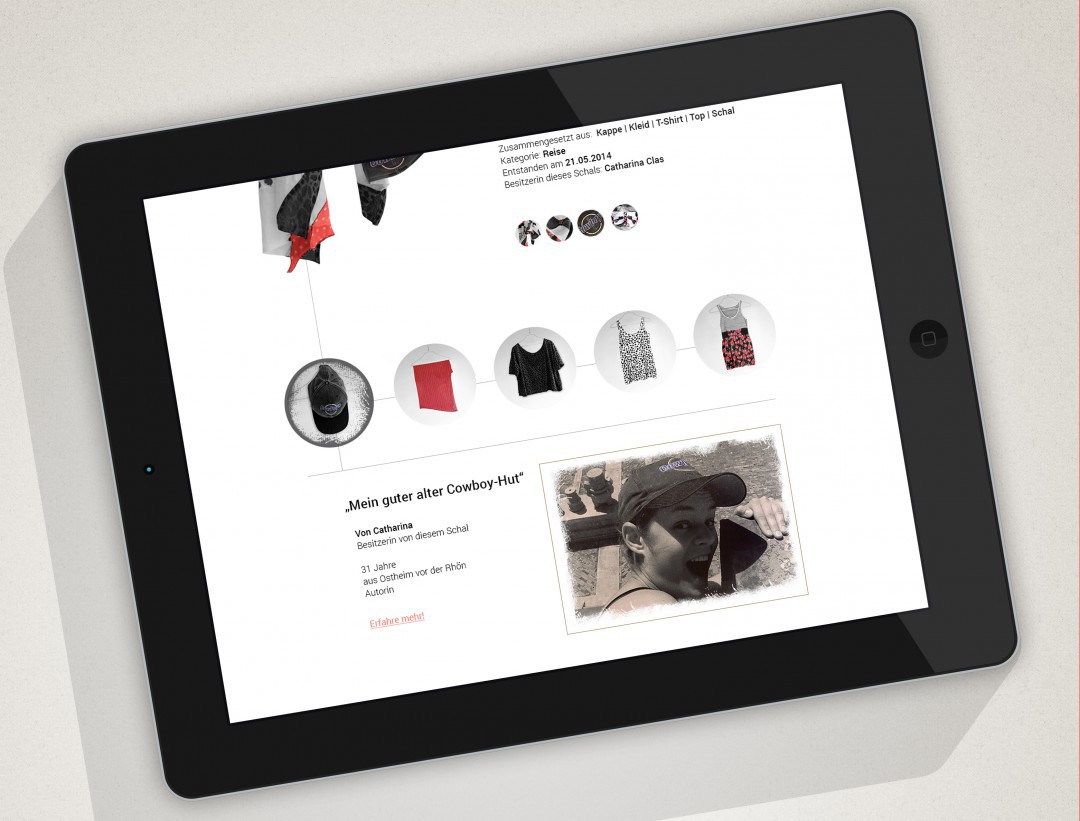 Zusammengesetzt aus: Kappe | Kleid | T-Shirt | Top | Schal
Kategorie: Reise
Entstanden am 21.05.2014
Besitzerin dieses Schals: Catharina Clas
„Mein guter alter Cowboy-Hut“
Von Catharina
Besitzerin von diesem Schal
31 Jahre
aus Ostheim vor der Rhön
Autorin
Erfahre mehr!